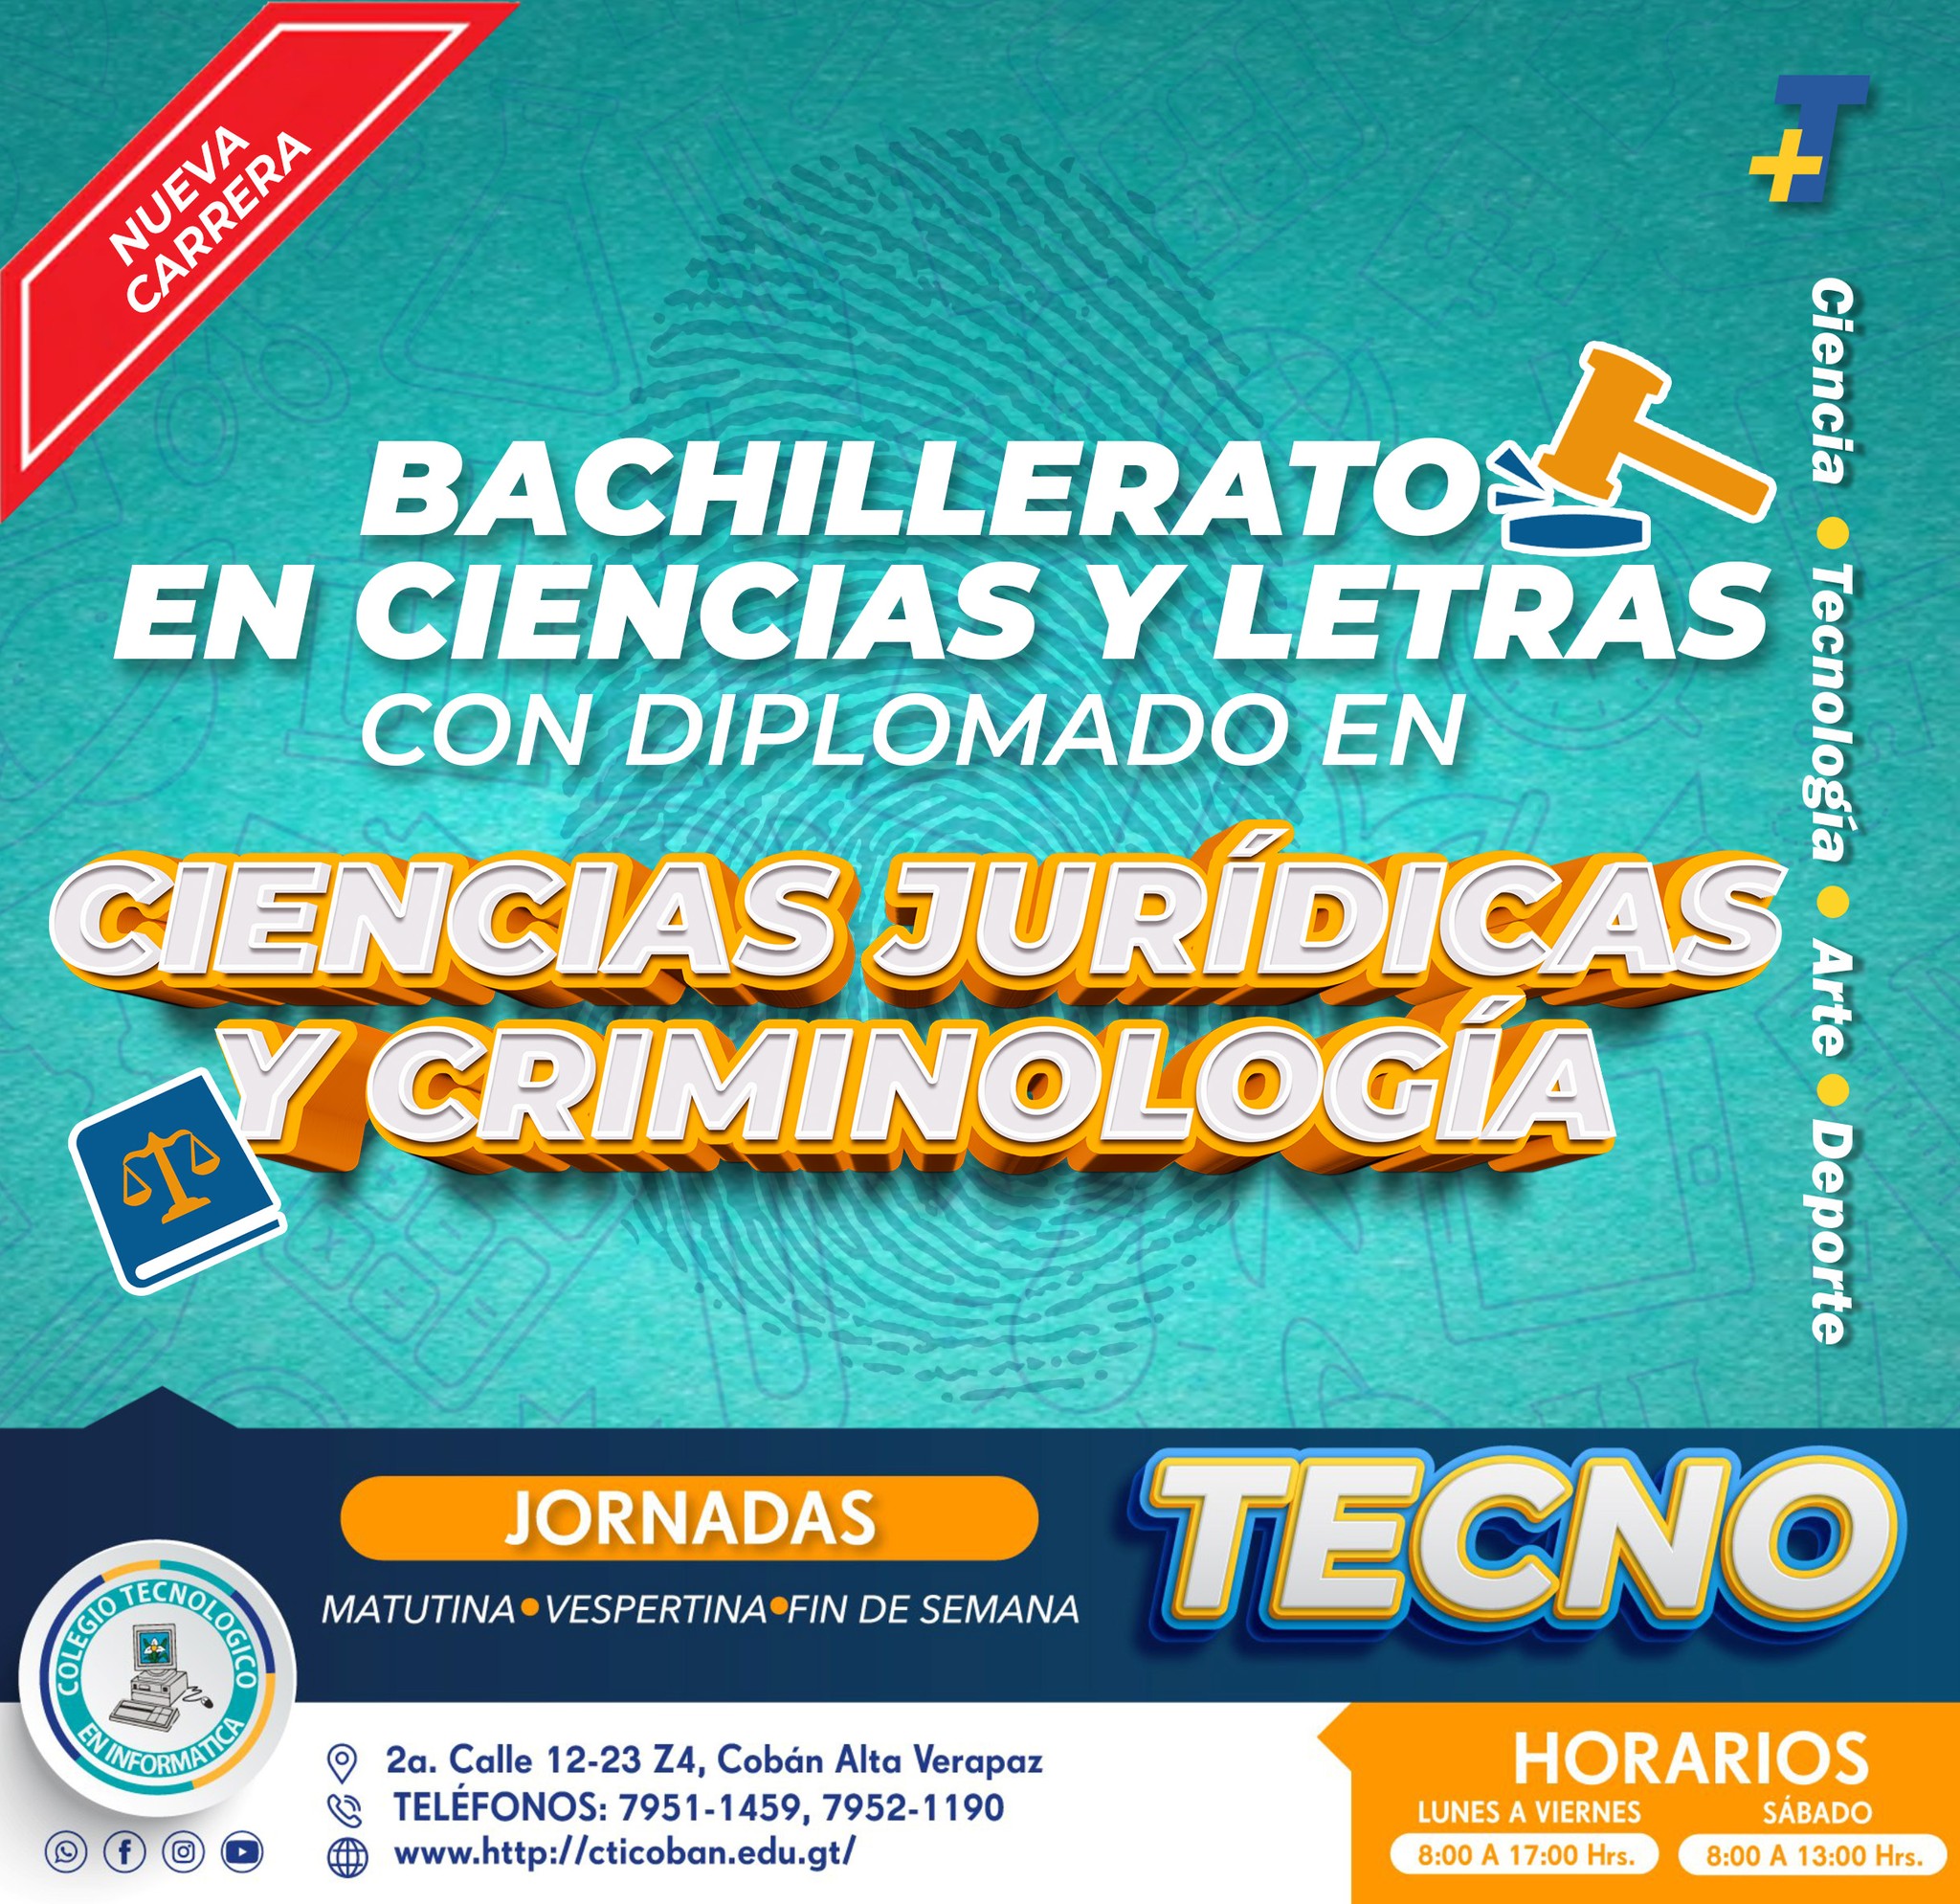 NUEVA
CARRERA
T+
Ciencia • Tecnología • Arte • Deporte
BACHILLERATO
EN CIENCIAS Y LETRAS
CON DIPLOMADO EN
CIENCIAS JURÍDICAS
Y CRIMINOLOGÍA
JORNADAS
MATUTINA•VESPERTINA•FIN DE SEMANA
TECNO
COLEGIO TECNOLOGICO
EN INFORMATICA
2a. Calle 12-23 Z4, Cobán Alta Verapaz
TELÉFONOS: 7951-1459, 7952-1190
www.http://cticoban.edu.gt/
HORARIOS
LUNES A VIERNES
8:00 A 17:00 Hrs.
SÁBADO
8:00 A 13:00 Hrs.